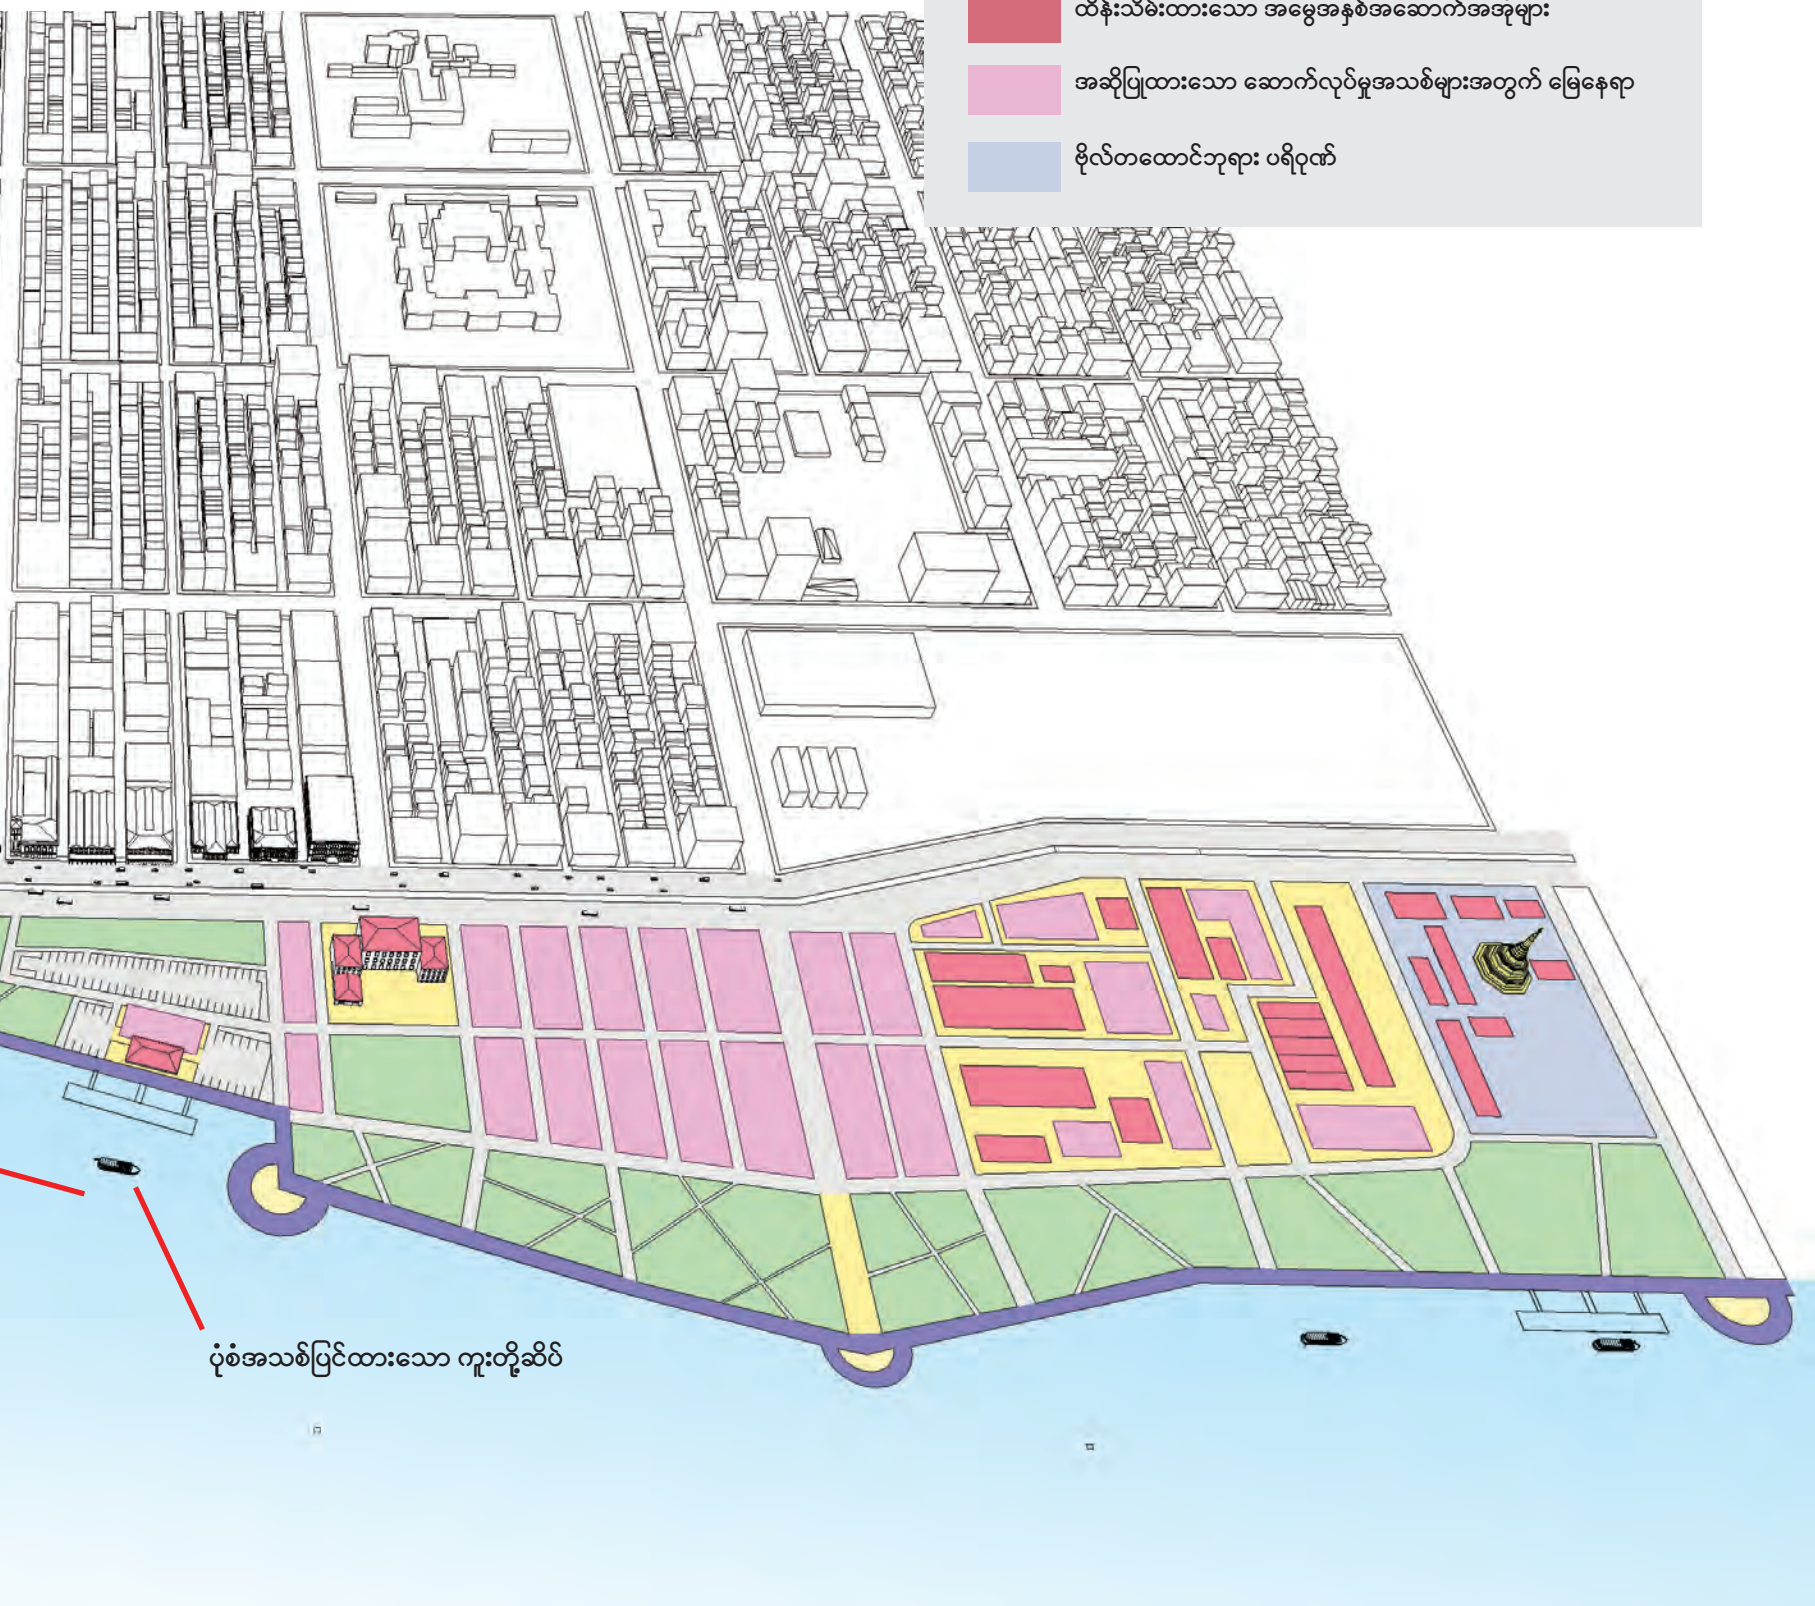 ထိန်းသိမ်းထားသော အမွေအနှစ်အဆောက်အအုံများ
အဆိုပြုထားသော ဆောက်လုပ်မှုအသစ်များအတွက် မြေနေရာ
ဗိုလ်တထောင်ဘုရား ပရိဝုဏ်
ပုံစံအသစ်ပြင်ထားသော ကူးတို့ဆိပ်